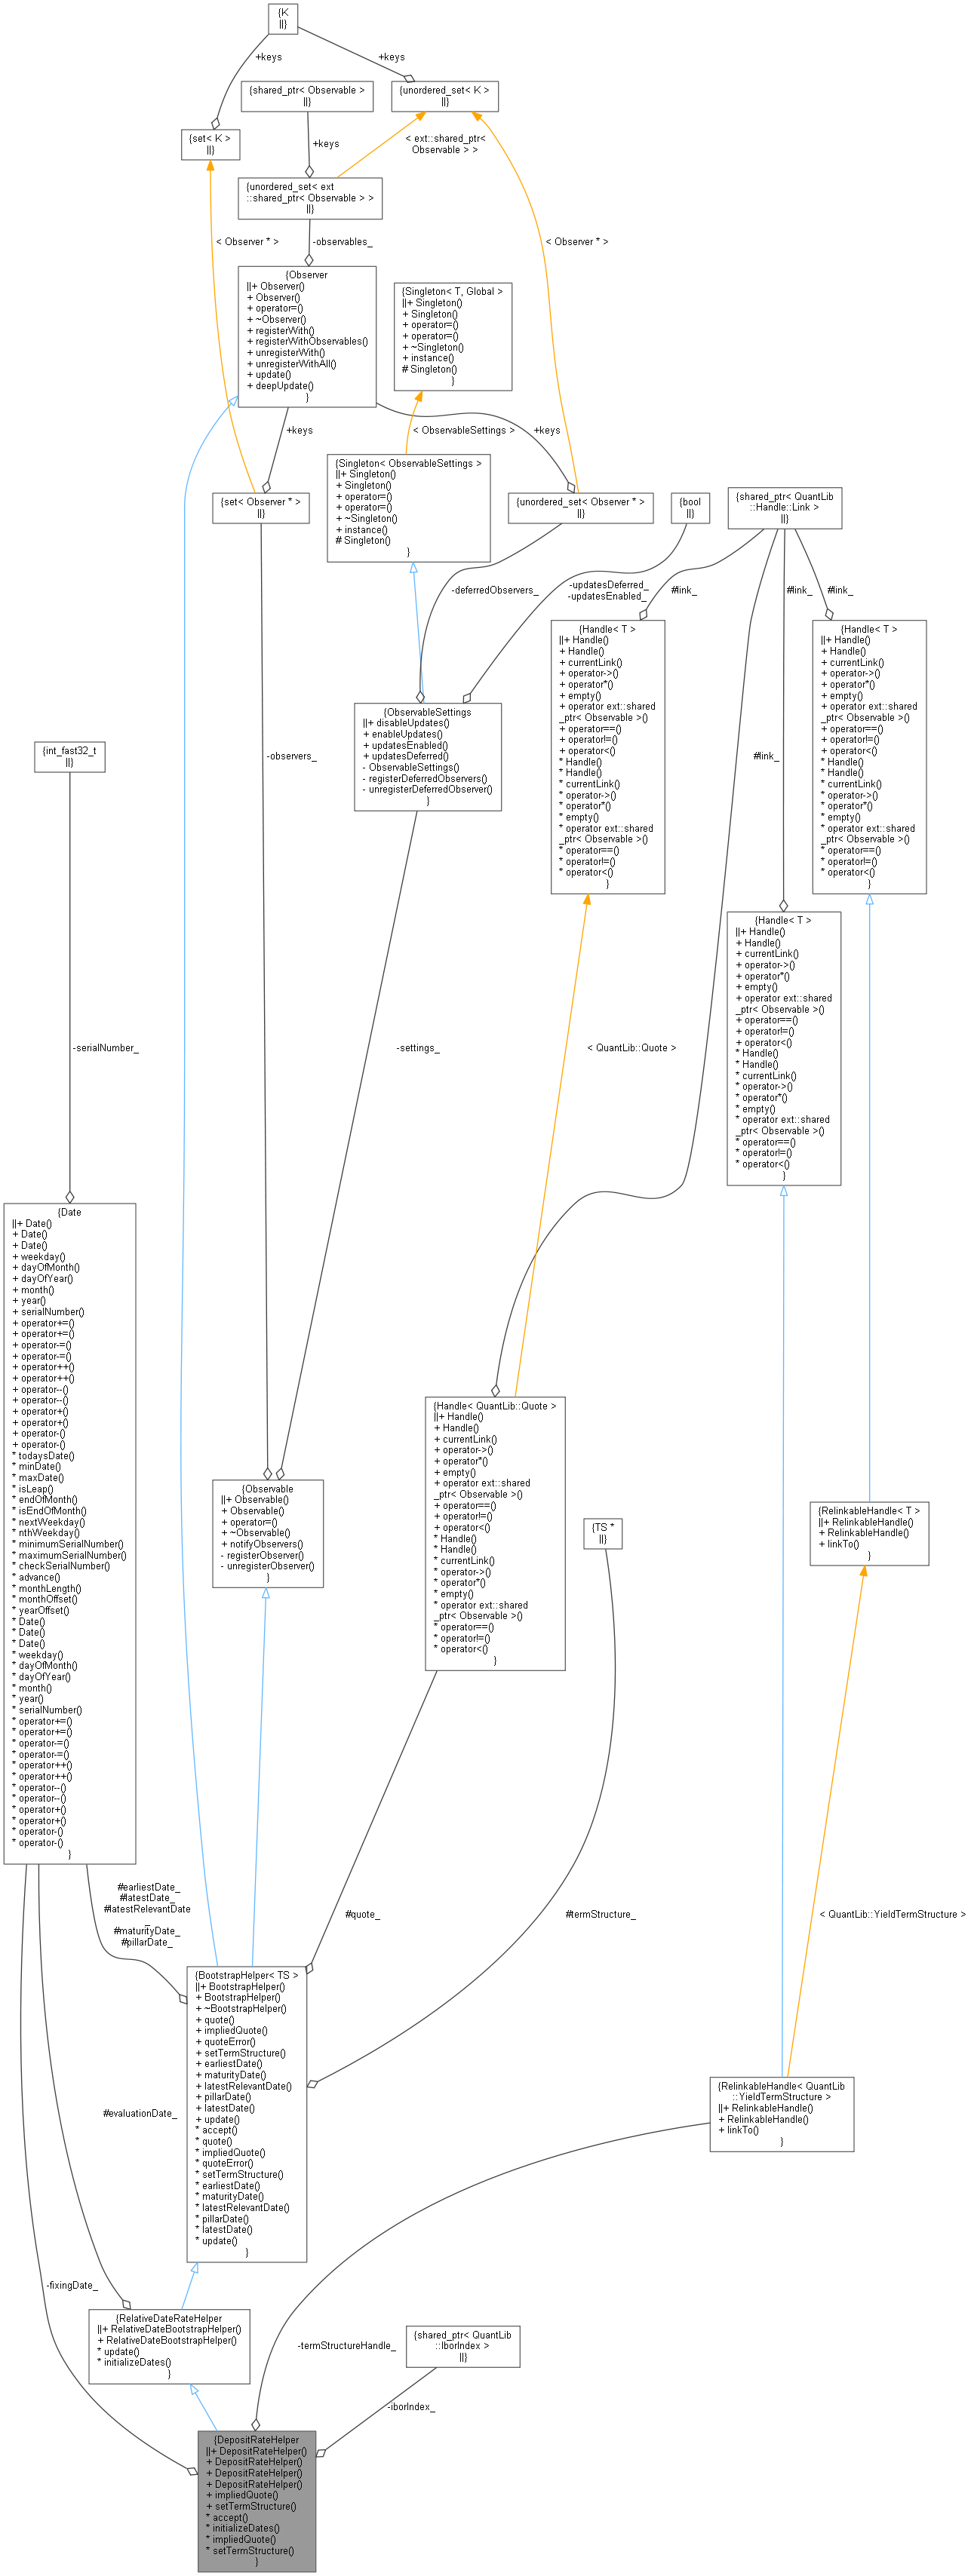 {K
||}
+keys
+keys
{shared_ptr< Observable >
||}
{unordered_set< K >
||}
{set< K >
||}
+keys
< ext::shared_ptr<
Observable > >
{unordered_set< ext
::shared_ptr< Observable > >
||}
< Observer * >
-observables_
< Observer * >
{Observer
||+ Observer()
+ Observer()
+ operator=()
+ ~Observer()
+ registerWith()
+ registerWithObservables()
+ unregisterWith()
+ unregisterWithAll()
+ update()
+ deepUpdate()
}
{Singleton< T, Global >
||+ Singleton()
+ Singleton()
+ operator=()
+ operator=()
+ ~Singleton()
+ instance()
# Singleton()
}
+keys
< ObservableSettings >
+keys
{Singleton< ObservableSettings >
||+ Singleton()
+ Singleton()
+ operator=()
+ operator=()
+ ~Singleton()
+ instance()
# Singleton()
}
{set< Observer * >
||}
{unordered_set< Observer * >
||}
{bool
||}
{shared_ptr< QuantLib
::Handle::Link >
||}
-deferredObservers_
-updatesDeferred_
-updatesEnabled_
#link_
#link_
#link_
{Handle< T >
||+ Handle()
+ Handle()
+ currentLink()
+ operator->()
+ operator*()
+ empty()
+ operator ext::shared
_ptr< Observable >()
+ operator==()
+ operator!=()
+ operator<()
* Handle()
* Handle()
* currentLink()
* operator->()
* operator*()
* empty()
* operator ext::shared
_ptr< Observable >()
* operator==()
* operator!=()
* operator<()
}
{Handle< T >
||+ Handle()
+ Handle()
+ currentLink()
+ operator->()
+ operator*()
+ empty()
+ operator ext::shared
_ptr< Observable >()
+ operator==()
+ operator!=()
+ operator<()
* Handle()
* Handle()
* currentLink()
* operator->()
* operator*()
* empty()
* operator ext::shared
_ptr< Observable >()
* operator==()
* operator!=()
* operator<()
}
{ObservableSettings
||+ disableUpdates()
+ enableUpdates()
+ updatesEnabled()
+ updatesDeferred()
- ObservableSettings()
- registerDeferredObservers()
- unregisterDeferredObserver()
}
{int_fast32_t
||}
-observers_
#link_
{Handle< T >
||+ Handle()
+ Handle()
+ currentLink()
+ operator->()
+ operator*()
+ empty()
+ operator ext::shared
_ptr< Observable >()
+ operator==()
+ operator!=()
+ operator<()
* Handle()
* Handle()
* currentLink()
* operator->()
* operator*()
* empty()
* operator ext::shared
_ptr< Observable >()
* operator==()
* operator!=()
* operator<()
}
-serialNumber_
-settings_
< QuantLib::Quote >
{Date
||+ Date()
+ Date()
+ Date()
+ weekday()
+ dayOfMonth()
+ dayOfYear()
+ month()
+ year()
+ serialNumber()
+ operator+=()
+ operator+=()
+ operator-=()
+ operator-=()
+ operator++()
+ operator++()
+ operator--()
+ operator--()
+ operator+()
+ operator+()
+ operator-()
+ operator-()
* todaysDate()
* minDate()
* maxDate()
* isLeap()
* endOfMonth()
* isEndOfMonth()
* nextWeekday()
* nthWeekday()
* minimumSerialNumber()
* maximumSerialNumber()
* checkSerialNumber()
* advance()
* monthLength()
* monthOffset()
* yearOffset()
* Date()
* Date()
* Date()
* weekday()
* dayOfMonth()
* dayOfYear()
* month()
* year()
* serialNumber()
* operator+=()
* operator+=()
* operator-=()
* operator-=()
* operator++()
* operator++()
* operator--()
* operator--()
* operator+()
* operator+()
* operator-()
* operator-()
}
{Handle< QuantLib::Quote >
||+ Handle()
+ Handle()
+ currentLink()
+ operator->()
+ operator*()
+ empty()
+ operator ext::shared
_ptr< Observable >()
+ operator==()
+ operator!=()
+ operator<()
* Handle()
* Handle()
* currentLink()
* operator->()
* operator*()
* empty()
* operator ext::shared
_ptr< Observable >()
* operator==()
* operator!=()
* operator<()
}
{Observable
||+ Observable()
+ Observable()
+ operator=()
+ ~Observable()
+ notifyObservers()
- registerObserver()
- unregisterObserver()
}
{TS *
||}
{RelinkableHandle< T >
||+ RelinkableHandle()
+ RelinkableHandle()
+ linkTo()
}
#earliestDate_
#latestDate_
#latestRelevantDate
_
#maturityDate_
#pillarDate_
#quote_
#termStructure_
< QuantLib::YieldTermStructure >
{BootstrapHelper< TS >
||+ BootstrapHelper()
+ BootstrapHelper()
+ ~BootstrapHelper()
+ quote()
+ impliedQuote()
+ quoteError()
+ setTermStructure()
+ earliestDate()
+ maturityDate()
+ latestRelevantDate()
+ pillarDate()
+ latestDate()
+ update()
* accept()
* quote()
* impliedQuote()
* quoteError()
* setTermStructure()
* earliestDate()
* maturityDate()
* latestRelevantDate()
* pillarDate()
* latestDate()
* update()
}
#evaluationDate_
{RelinkableHandle< QuantLib
::YieldTermStructure >
||+ RelinkableHandle()
+ RelinkableHandle()
+ linkTo()
}
-fixingDate_
{RelativeDateRateHelper
||+ RelativeDateBootstrapHelper()
+ RelativeDateBootstrapHelper()
* update()
* initializeDates()
}
-termStructureHandle_
{shared_ptr< QuantLib
::IborIndex >
||}
-iborIndex_
{DepositRateHelper
||+ DepositRateHelper()
+ DepositRateHelper()
+ DepositRateHelper()
+ DepositRateHelper()
+ impliedQuote()
+ setTermStructure()
* accept()
* initializeDates()
* impliedQuote()
* setTermStructure()
}